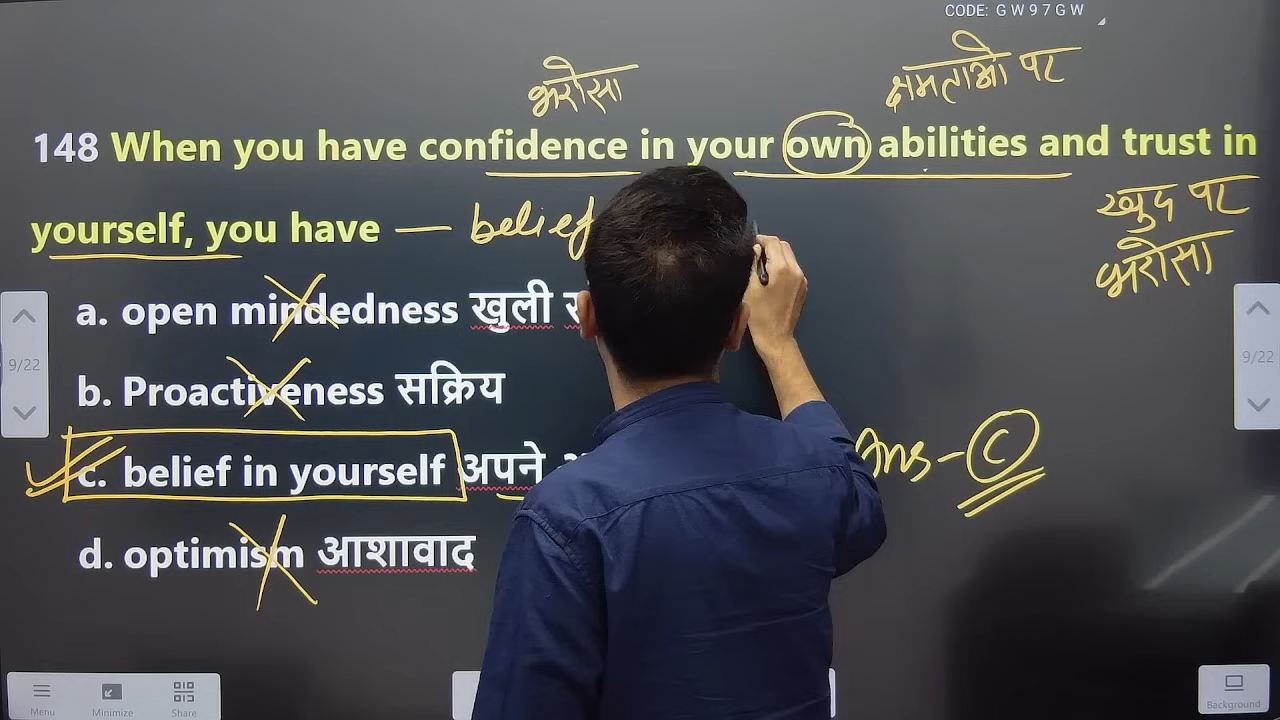 CODE: GW97GW
भरोसा
क्षमताओ पर
148 When you have confidence in your own abilities and trust in
yourself, you have — belief
खुद पर
भरोसा
a. open mindedness खुली
9/22
9/22
b. Proactiveness सक्रिय
c. belief in yourself अपने
Ans - C
d. optimism आशावाद
Menu
Minimize
Share
Background